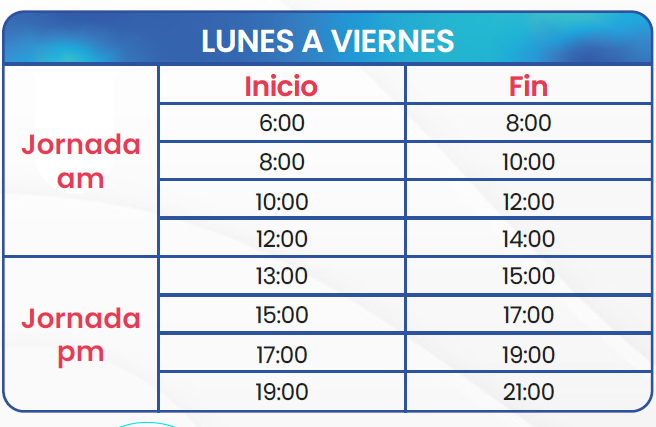 LUNES A VIERNES
Inicio Fin
Jornada am
6:00 8:00
8:00 10:00
10:00 12:00
12:00 14:00
Jornada pm
13:00 15:00
15:00 17:00
17:00 19:00
19:00 21:00